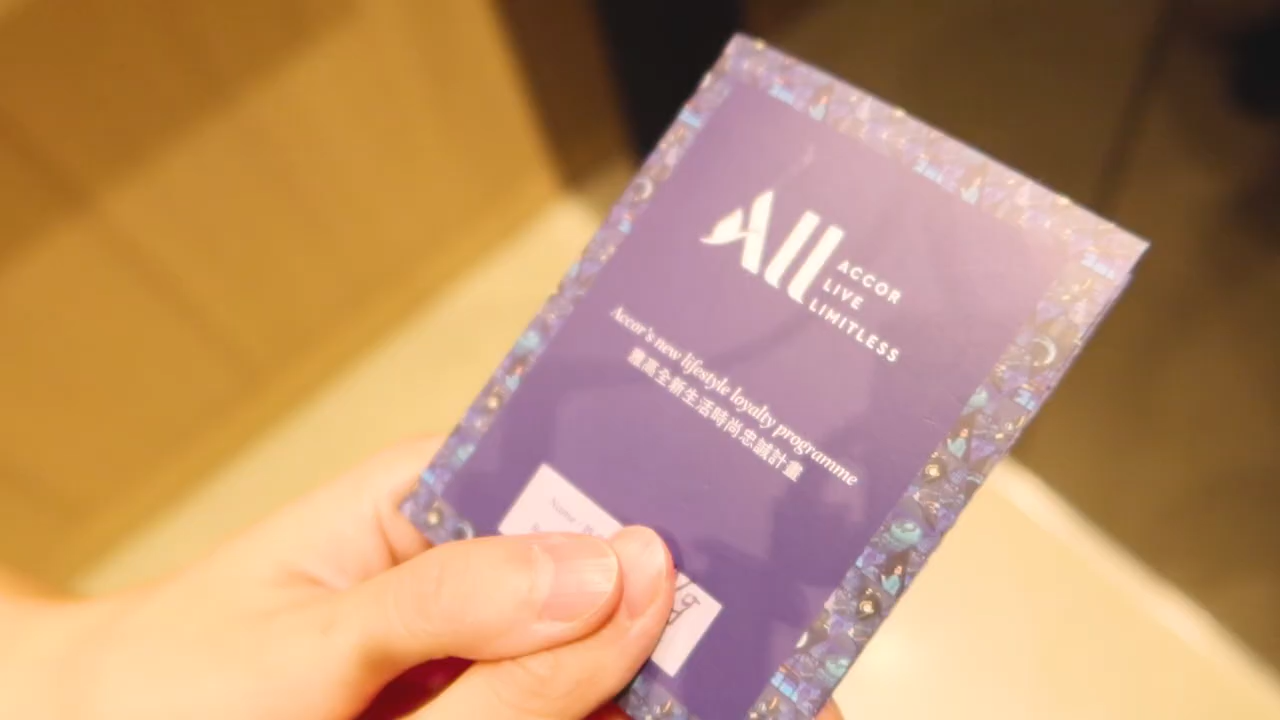 All
ACCOR
LIVE
LIMITLESS
Accor's new lifestyle loyalty programme
雅高全新生活時尚忠誠計畫
Name